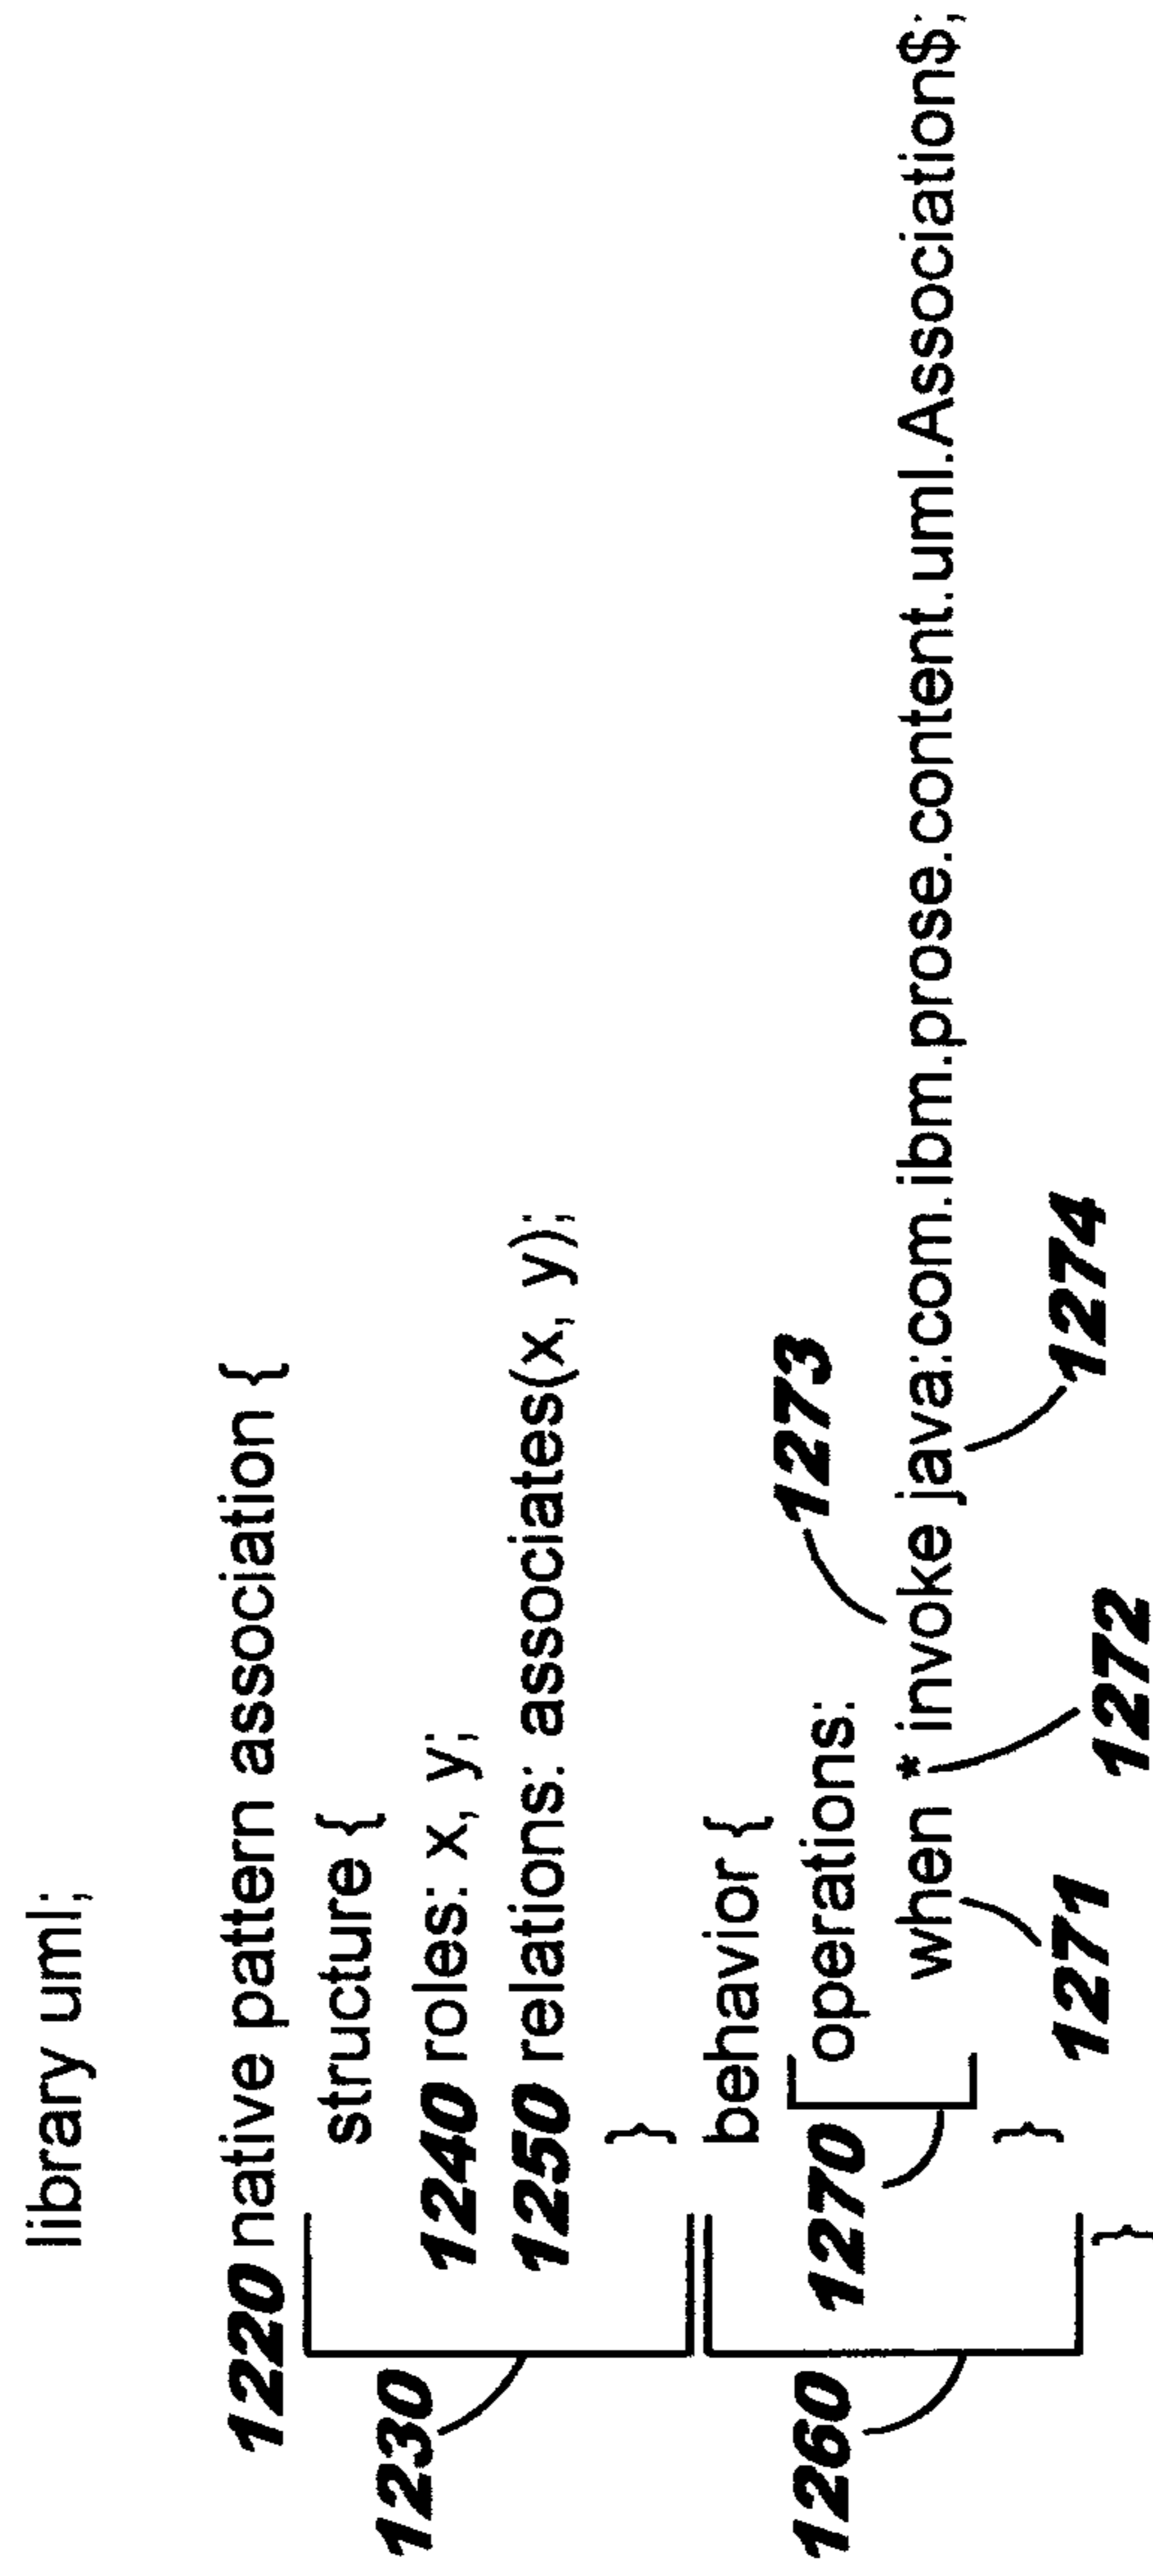 library uml;
1220 native pattern association {
structure {
1230
1240 roles: x, y;
1250 relations: associates(x, y);
}
behavior {
1260
1270
operations:
1273
when * invoke java:com.ibm.prose.content.uml.Association$;
1271
1272
1274
}
}